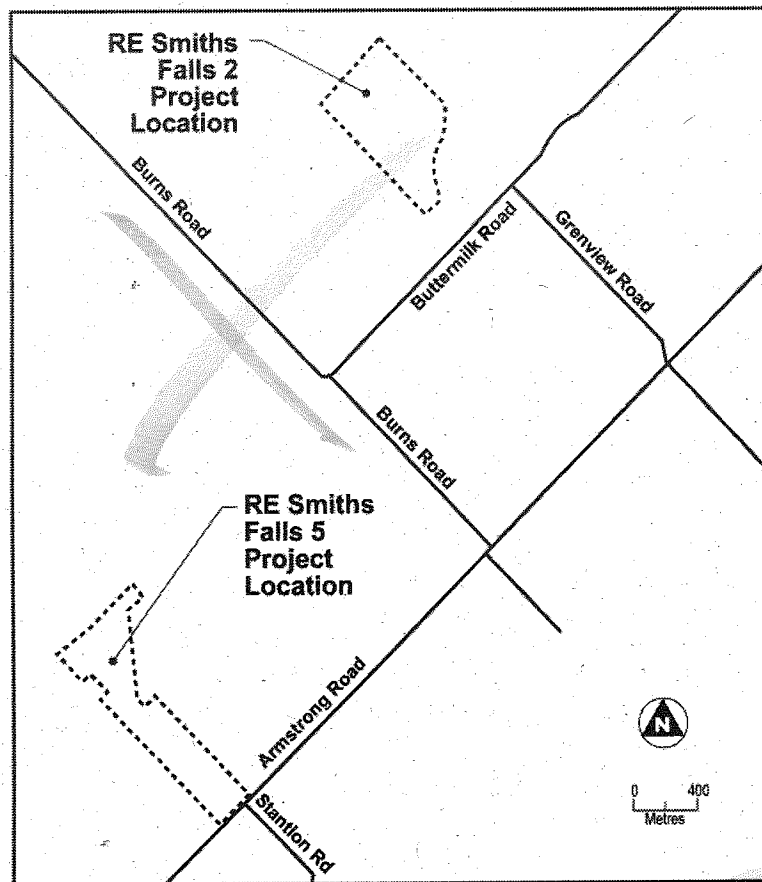 RE Smiths
Falls 2
Project
Location
Burns Road
Buttermilk Road
Grenview Road
Burns Road
RE Smiths
Falls 5
Project
Location
Armstrong Road
Stantion Rd
N
0 400
Metres